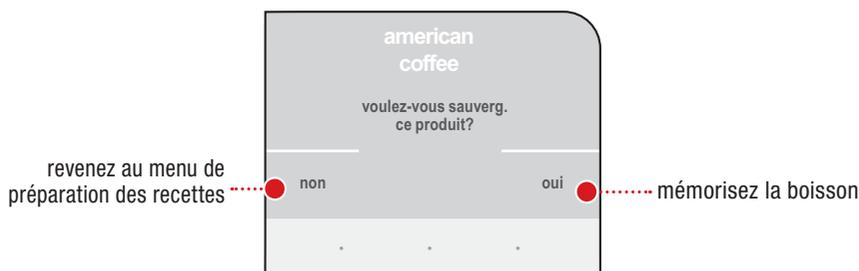 american
coffee
voulez-vous sauverg.
ce produit?
revenez au menu de
préparation des recettes
non
oui
mémorisez la boisson